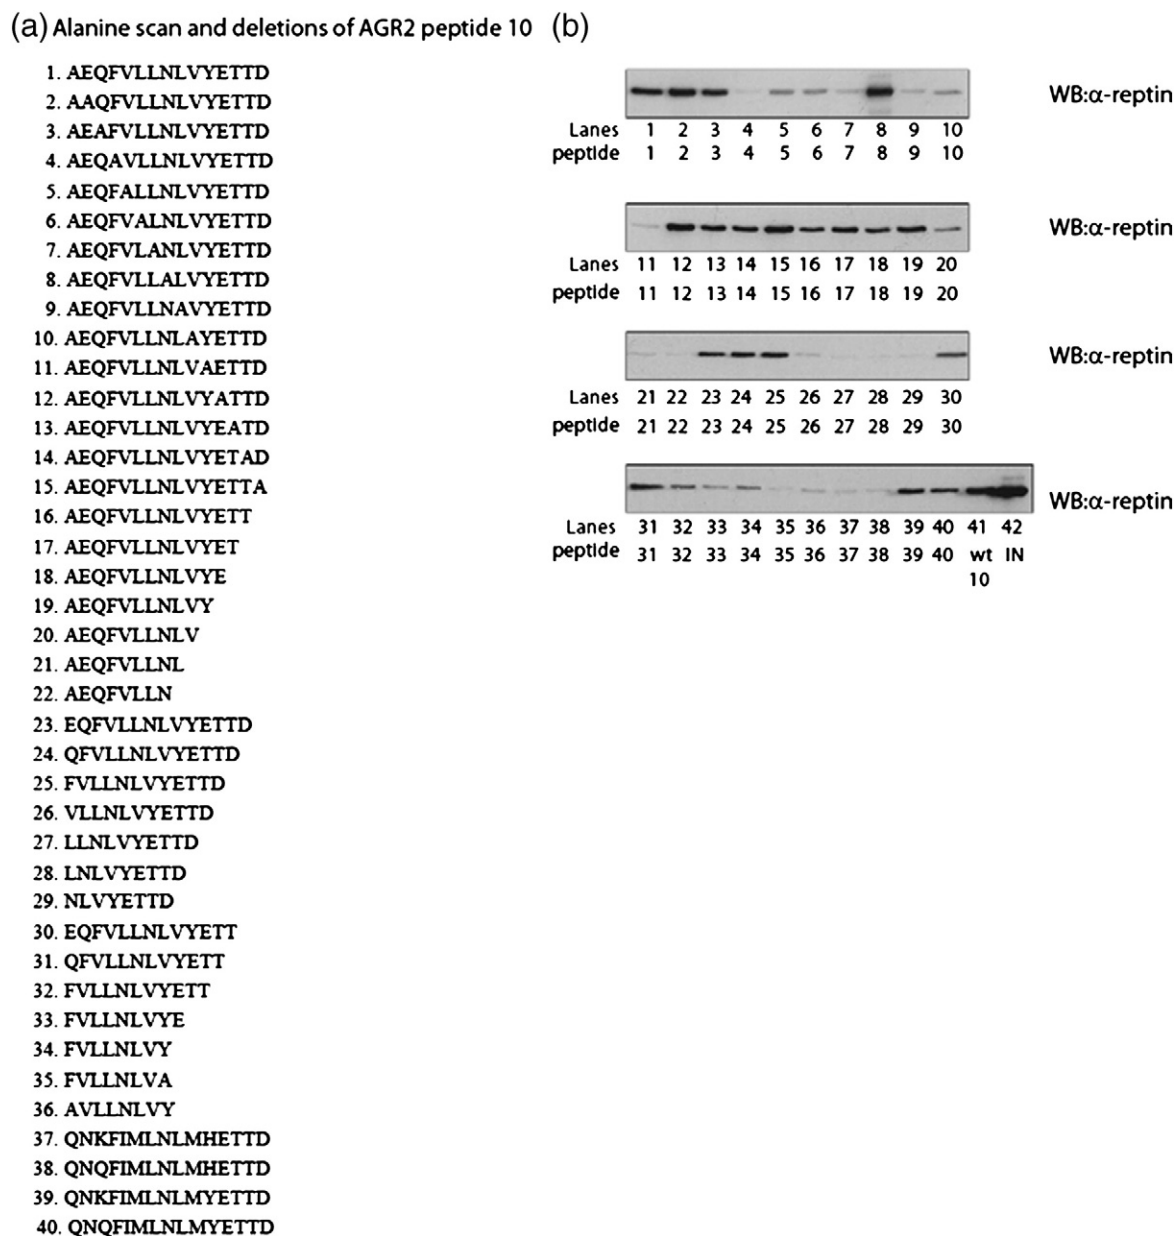 (a) Alanine scan and deletions of AGR2 peptide 10
1. AEQFVLLNLVYETTD
2. AAQFVLLNLVYETTD
3. AEAFVLLNLVYETTD
4. AEQAVLLNLVYETTD
5. AEQFALLNLVYETTD
6. AEQFVALNLVYETTD
7. AEQFVLANLVYETTD
8. AEQFVLLALVYETTD
9. AEQFVLLNAVYETTD
10. AEQFVLLNLAYETTD
11. AEQFVLLNLVAETTD
12. AEQFVLLNLVYATTD
13. AEQFVLLNLVYEATD
14. AEQFVLLNLVYETAD
15. AEQFVLLNLVYETTA
16. AEQFVLLNLVYETT
17. AEQFVLLNLVYET
18. AEQFVLLNLVYE
19. AEQFVLLNLVY
20. AEQFVLLNLV
21. AEQFVLLNL
22. AEQFVLLN
23. EQFVLLNLVYETTD
24. QFVLLNLVYETTD
25. FVLLNLVYETTD
26. VLLNLVYETTD
27. LLNLVYETTD
28. LNLVYETTD
29. NLVYETTD
30. EQFVLLNLVYETT
31. QFVLLNLVYETT
32. FVLLNLVYETT
33. FVLLNLVYE
34. FVLLNLVY
35. FVLLNLVA
36. AVLLNLVY
37. QNKFIMLNLMHETTD
38. QNQFIMLNLMHETTD
39. QNKFIMLNLMYETTD
40. QNQFIMLNLMYETTD
(b)
WB:α-reptin
Lanes 1 2 3 4 5 6 7 8 9 10
peptide 1 2 3 4 5 6 7 8 9 10
WB:α-reptin
Lanes 11 12 13 14 15 16 17 18 19 20
peptide 11 12 13 14 15 16 17 18 19 20
WB:α-reptin
Lanes 21 22 23 24 25 26 27 28 29 30
peptide 21 22 23 24 25 26 27 28 29 30
WB:α-reptin
Lanes 31 32 33 34 35 36 37 38 39 40 41 42
peptide 31 32 33 34 35 36 37 38 39 40 wt IN
10